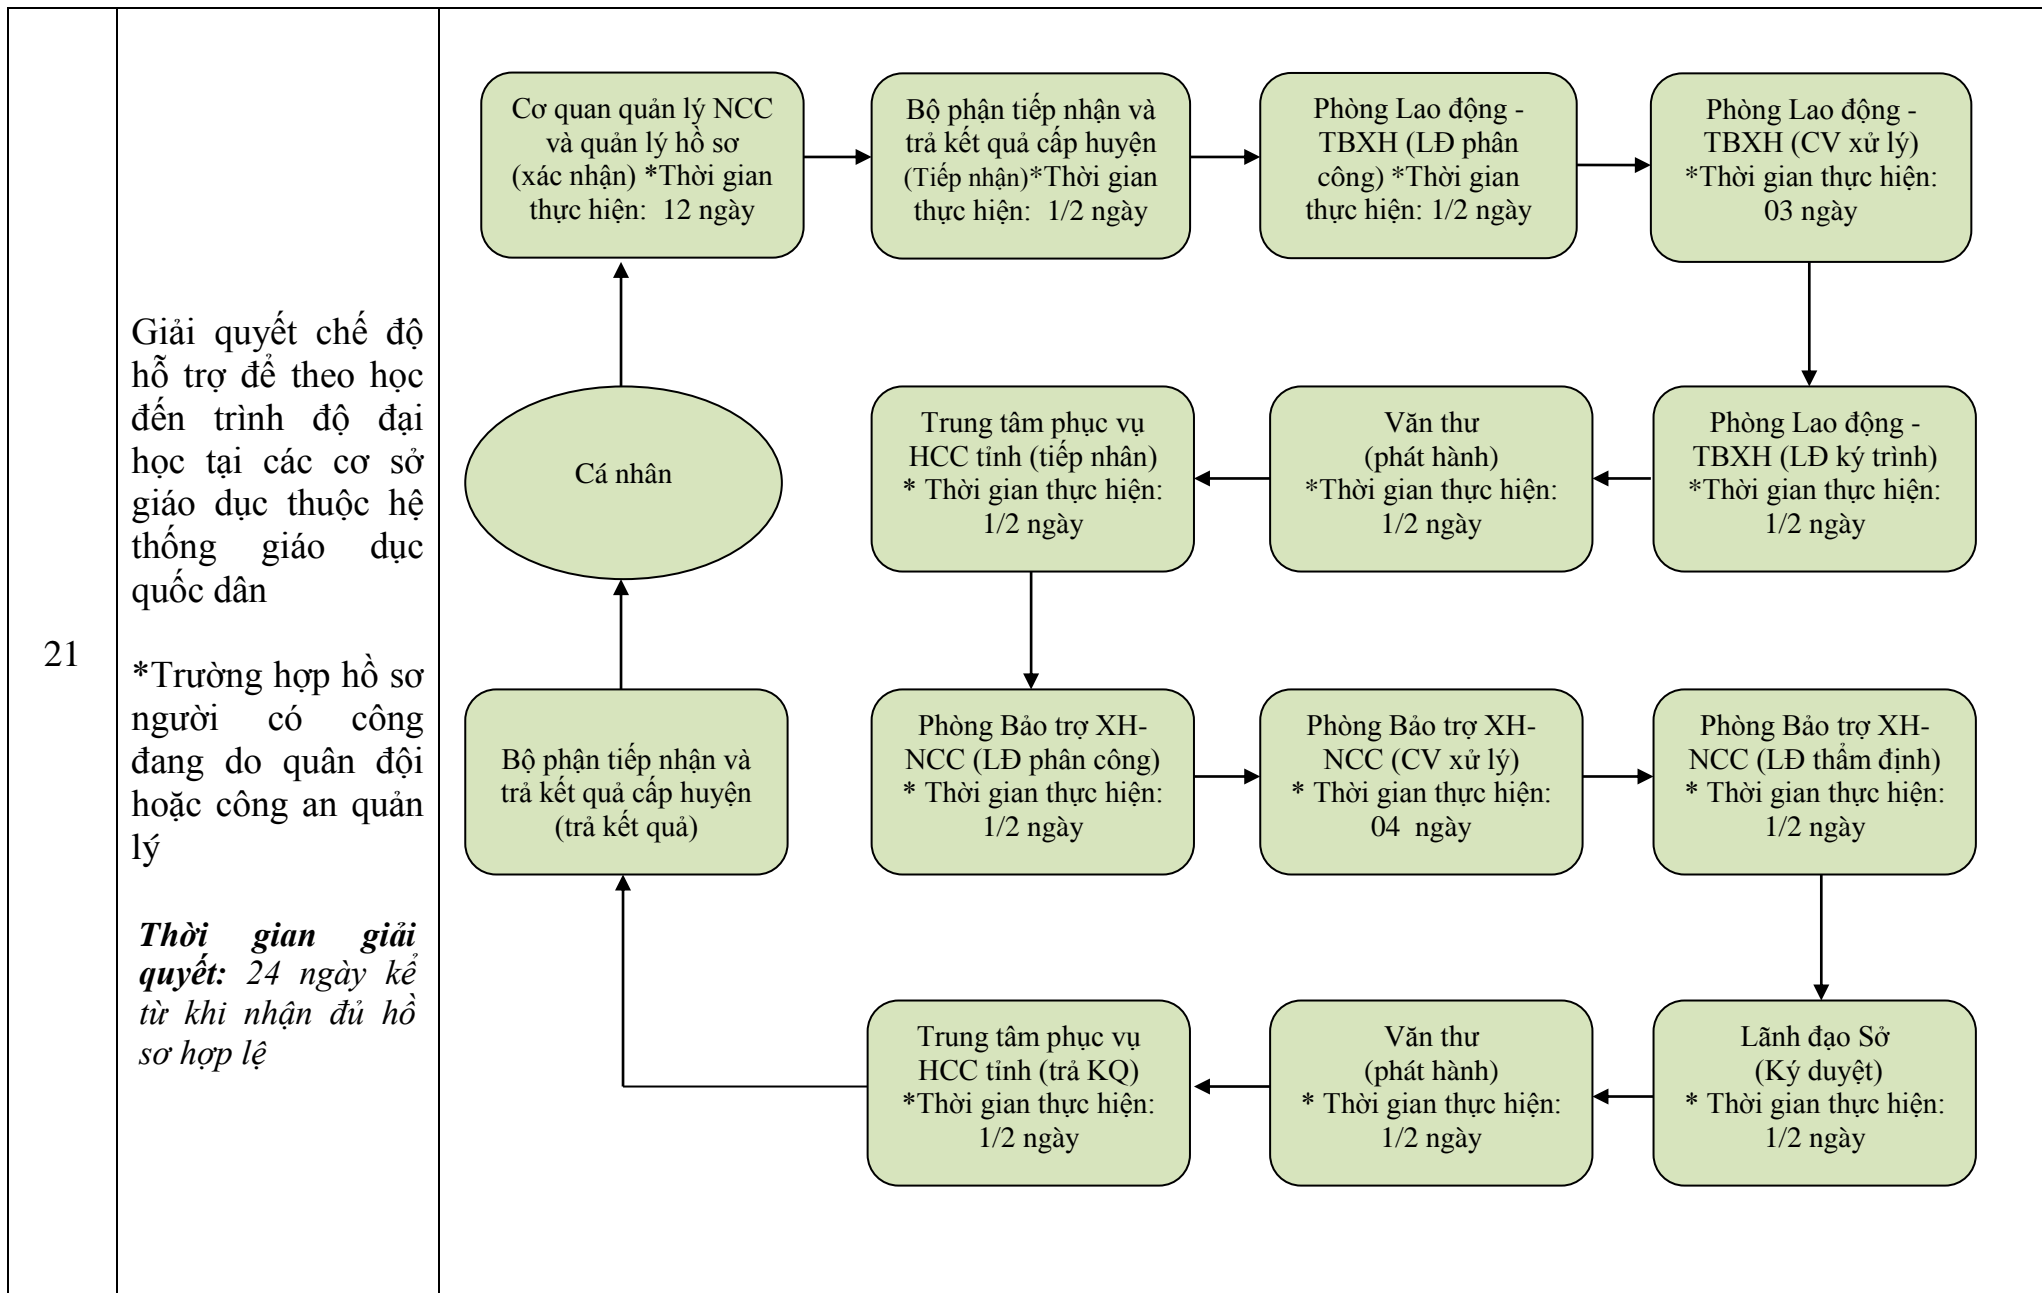 21
Giải quyết chế độ
hỗ trợ để theo học
đến trình độ đại
học tại các cơ sở
giáo dục thuộc hệ
thống giáo dục
quốc dân
*Trường hợp hồ sơ
người có công
đang do quân đội
hoặc công an quản
lý
Thời gian giải
quyết: 24 ngày kể
từ khi nhận đủ hồ
sơ hợp lệ
Cơ quan quản lý NCC
và quản lý hồ sơ
(xác nhận) *Thời gian
thực hiện: 12 ngày
Bộ phận tiếp nhận và
trả kết quả cấp huyện
(Tiếp nhận)*Thời gian
thực hiện: 1/2 ngày
Phòng Lao động -
TBXH (LĐ phân
công) *Thời gian
thực hiện: 1/2 ngày
Phòng Lao động -
TBXH (CV xử lý)
*Thời gian thực hiện:
03 ngày
Cá nhân
Trung tâm phục vụ
HCC tỉnh (tiếp nhân)
* Thời gian thực hiện:
1/2 ngày
Văn thư
(phát hành)
*Thời gian thực hiện:
1/2 ngày
Phòng Lao động -
TBXH (LĐ ký trình)
*Thời gian thực hiện:
1/2 ngày
Bộ phận tiếp nhận và
trả kết quả cấp huyện
(trả kết quả)
Phòng Bảo trợ XH-
NCC (LĐ phân công)
* Thời gian thực hiện:
1/2 ngày
Phòng Bảo trợ XH-
NCC (CV xử lý)
* Thời gian thực hiện:
04 ngày
Phòng Bảo trợ XH-
NCC (LĐ thẩm định)
* Thời gian thực hiện:
1/2 ngày
Trung tâm phục vụ
HCC tỉnh (trả KQ)
*Thời gian thực hiện:
1/2 ngày
Văn thư
(phát hành)
* Thời gian thực hiện:
1/2 ngày
Lãnh đạo Sở
(Ký duyệt)
* Thời gian thực hiện:
1/2 ngày